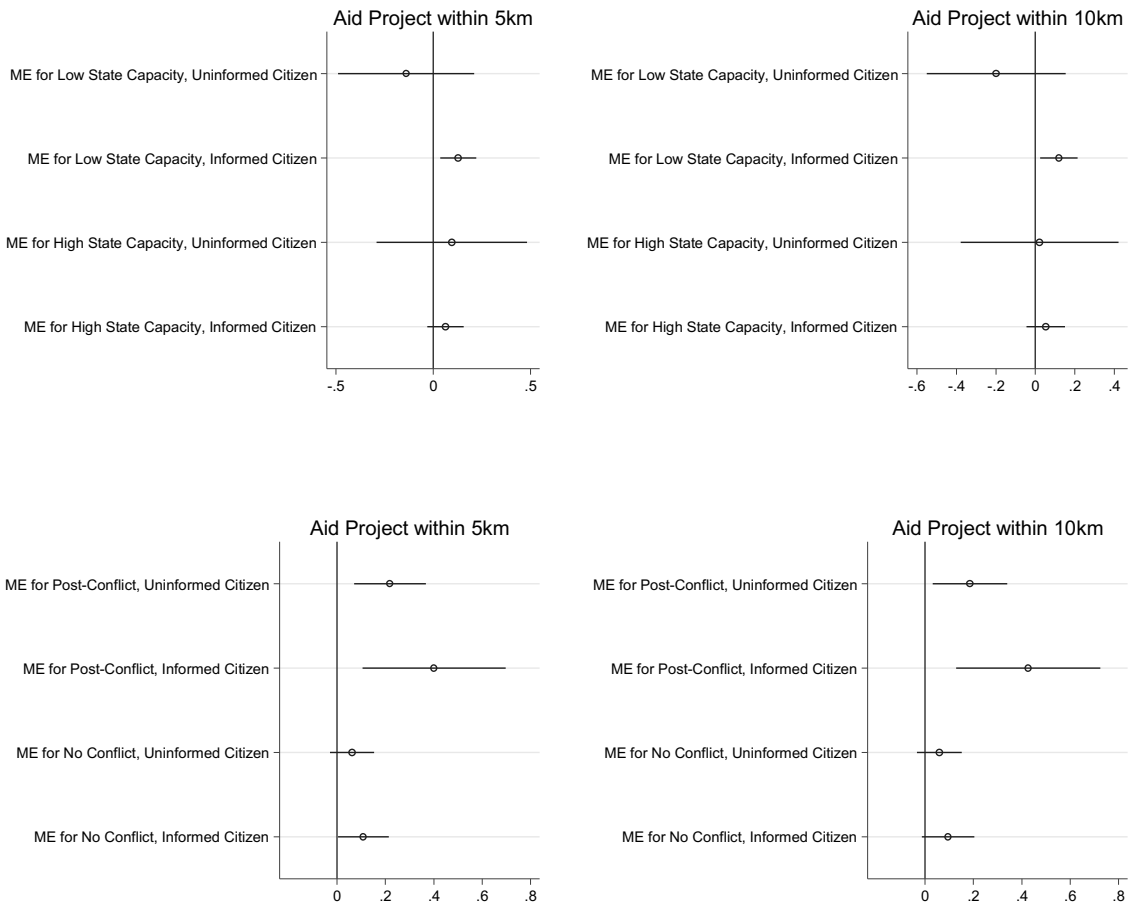 Aid Project within 5km
ME for Low State Capacity, Uninformed Citizen
ME for Low State Capacity, Informed Citizen
ME for High State Capacity, Uninformed Citizen
ME for High State Capacity, Informed Citizen
-.5 0 .5
Aid Project within 10km
ME for Low State Capacity, Uninformed Citizen
ME for Low State Capacity, Informed Citizen
ME for High State Capacity, Uninformed Citizen
ME for High State Capacity, Informed Citizen
-.6 -.4 -.2 0 .2 .4
Aid Project within 5km
ME for Post-Conflict, Uninformed Citizen
ME for Post-Conflict, Informed Citizen
ME for No Conflict, Uninformed Citizen
ME for No Conflict, Informed Citizen
0 .2 .4 .6 .8
Aid Project within 10km
ME for Post-Conflict, Uninformed Citizen
ME for Post-Conflict, Informed Citizen
ME for No Conflict, Uninformed Citizen
ME for No Conflict, Informed Citizen
0 .2 .4 .6 .8